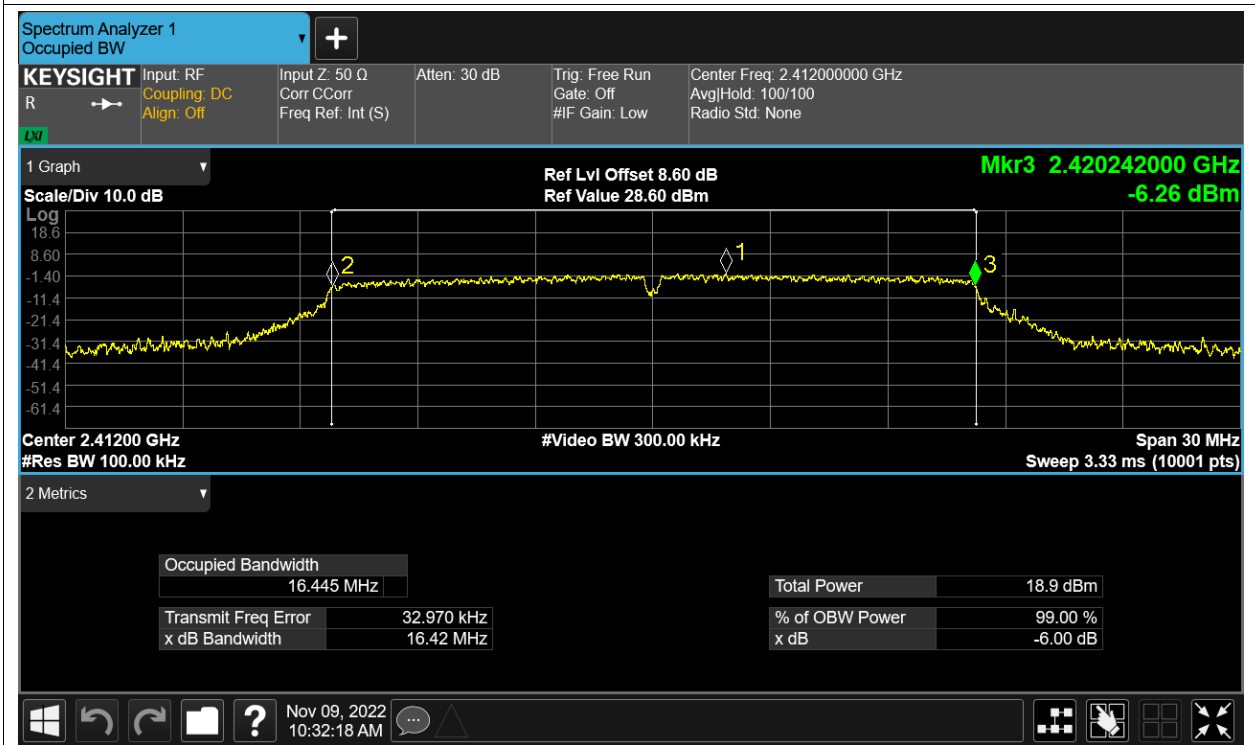 Spectrum Analyzer 1
Occupied BW
KEYSIGHT
R
LXI
Input: RF
Coupling: DC
Align: Off
Input Z: 50 Ω
Corr CCorr
Freq Ref: Int (S)
Atten: 30 dB
Trig: Free Run
Gate: Off
#IF Gain: Low
Center Freq: 2.412000000 GHz
Avg|Hold: 100/100
Radio Std: None
1 Graph
Scale/Div 10.0 dB
Ref Lvl Offset 8.60 dB
Ref Value 28.60 dBm
Mkr3 2.420242000 GHz
-6.26 dBm
Log
18.6
8.60
-1.40
-11.4
-21.4
-31.4
-41.4
-51.4
-61.4
2
1
3
Center 2.41200 GHz
#Res BW 100.00 kHz
#Video BW 300.00 kHz
Span 30 MHz
Sweep 3.33 ms (10001 pts)
2 Metrics
Occupied Bandwidth
16.445 MHz
Transmit Freq Error 32.970 kHz
x dB Bandwidth 16.42 MHz
Total Power 18.9 dBm
% of OBW Power 99.00 %
x dB -6.00 dB
?
Nov 09, 2022
10:32:18 AM